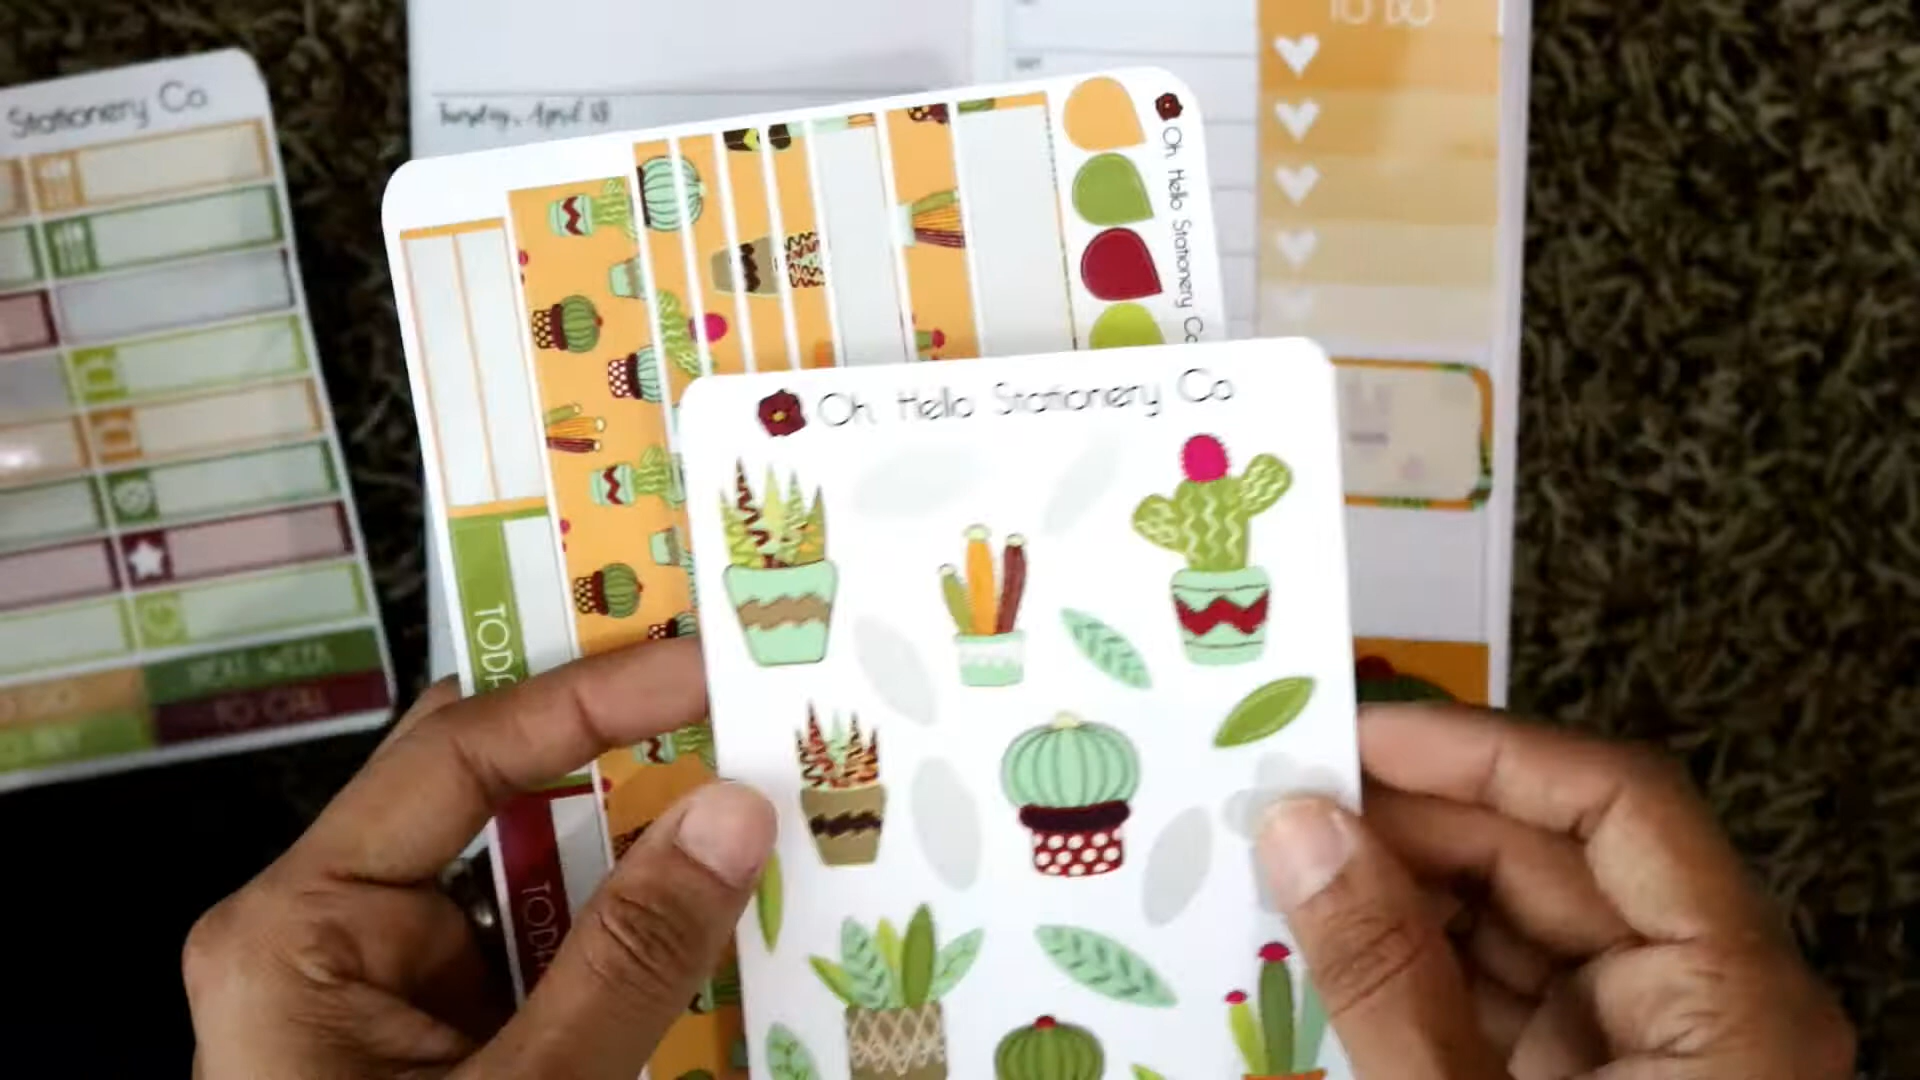 Stationery Co
TO DO
Sunday, April 18
Oh Hello Stationery Co
Oh Hello Stationery Co
TODA
TODA
NEXT WEEK
TO CALL